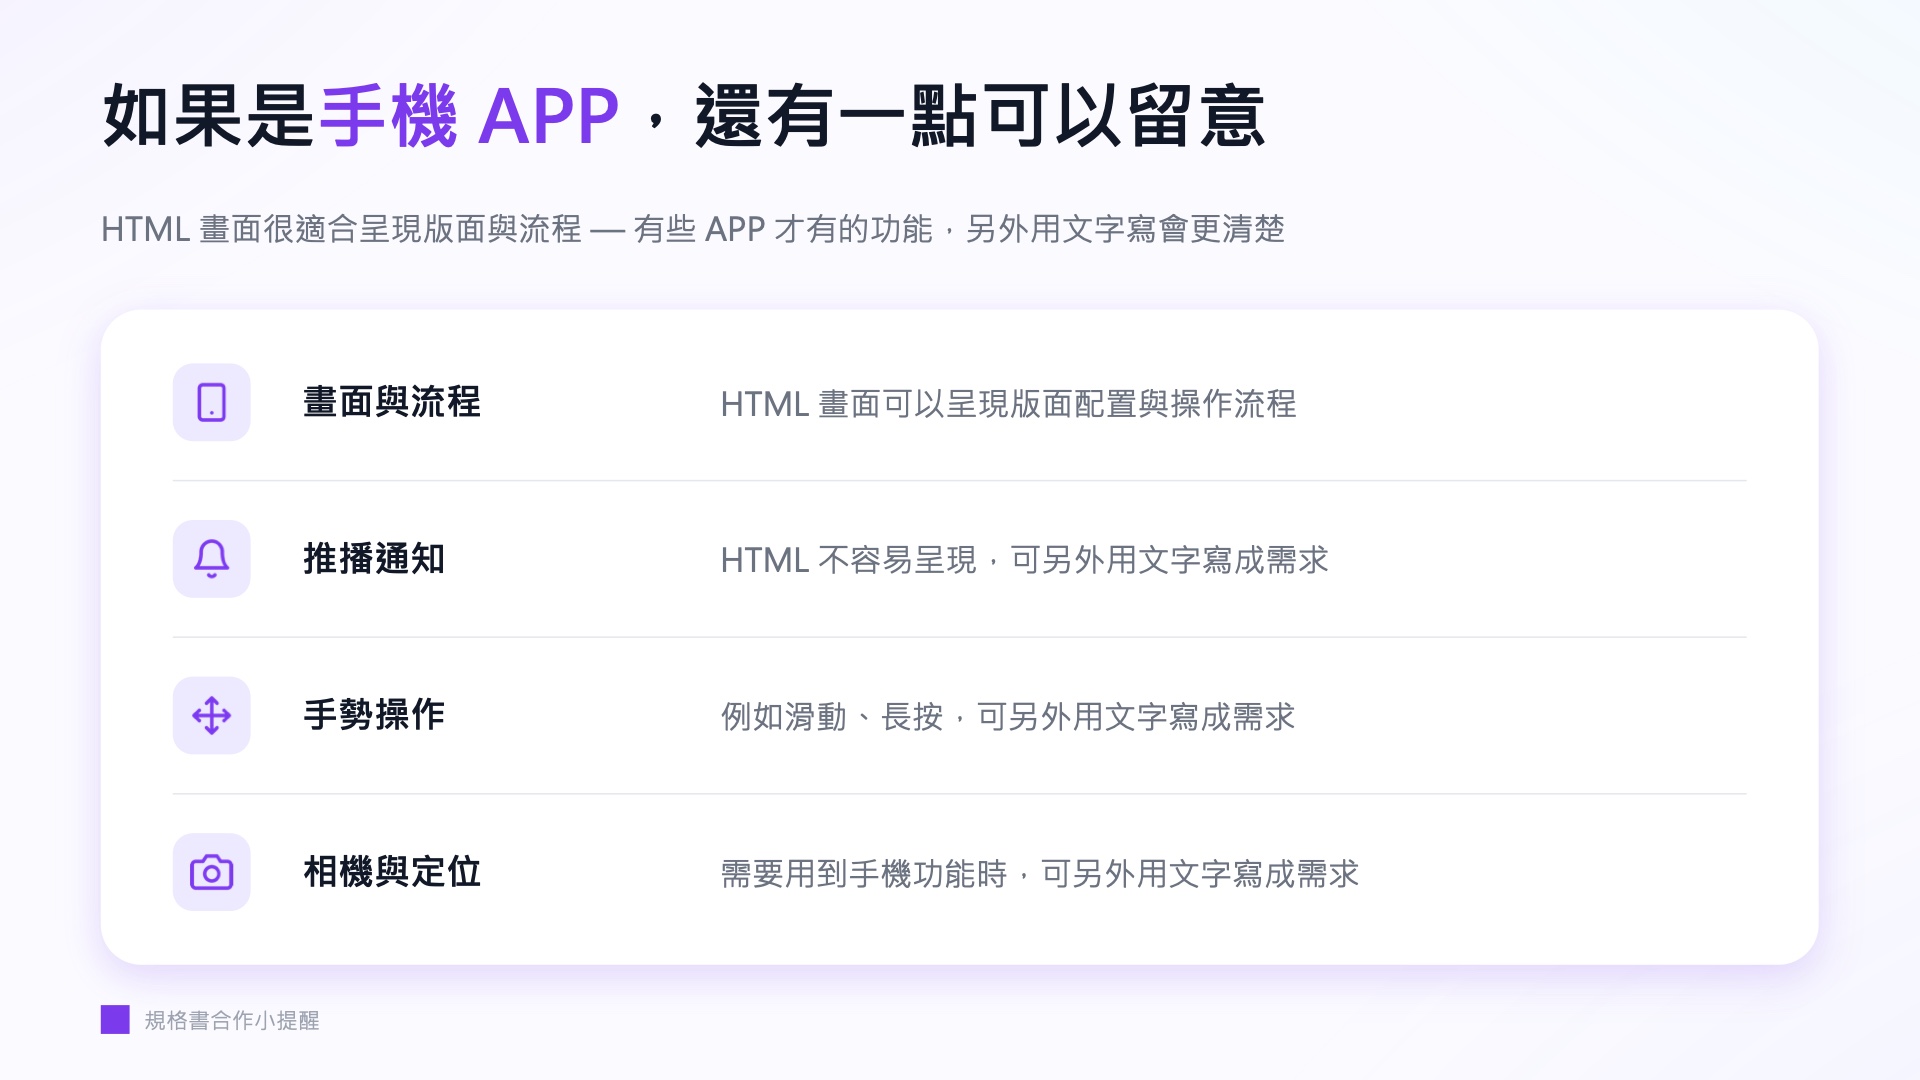 如果是手機 APP，還有一點可以留意
HTML 畫面很適合呈現版面與流程 — 有些 APP 才有的功能，另外用文字寫會更清楚
畫面與流程
HTML 畫面可以呈現版面配置與操作流程
推播通知
HTML 不容易呈現，可另外用文字寫成需求
手勢操作
例如滑動、長按，可另外用文字寫成需求
相機與定位
需要用到手機功能時，可另外用文字寫成需求
規格書合作小提醒